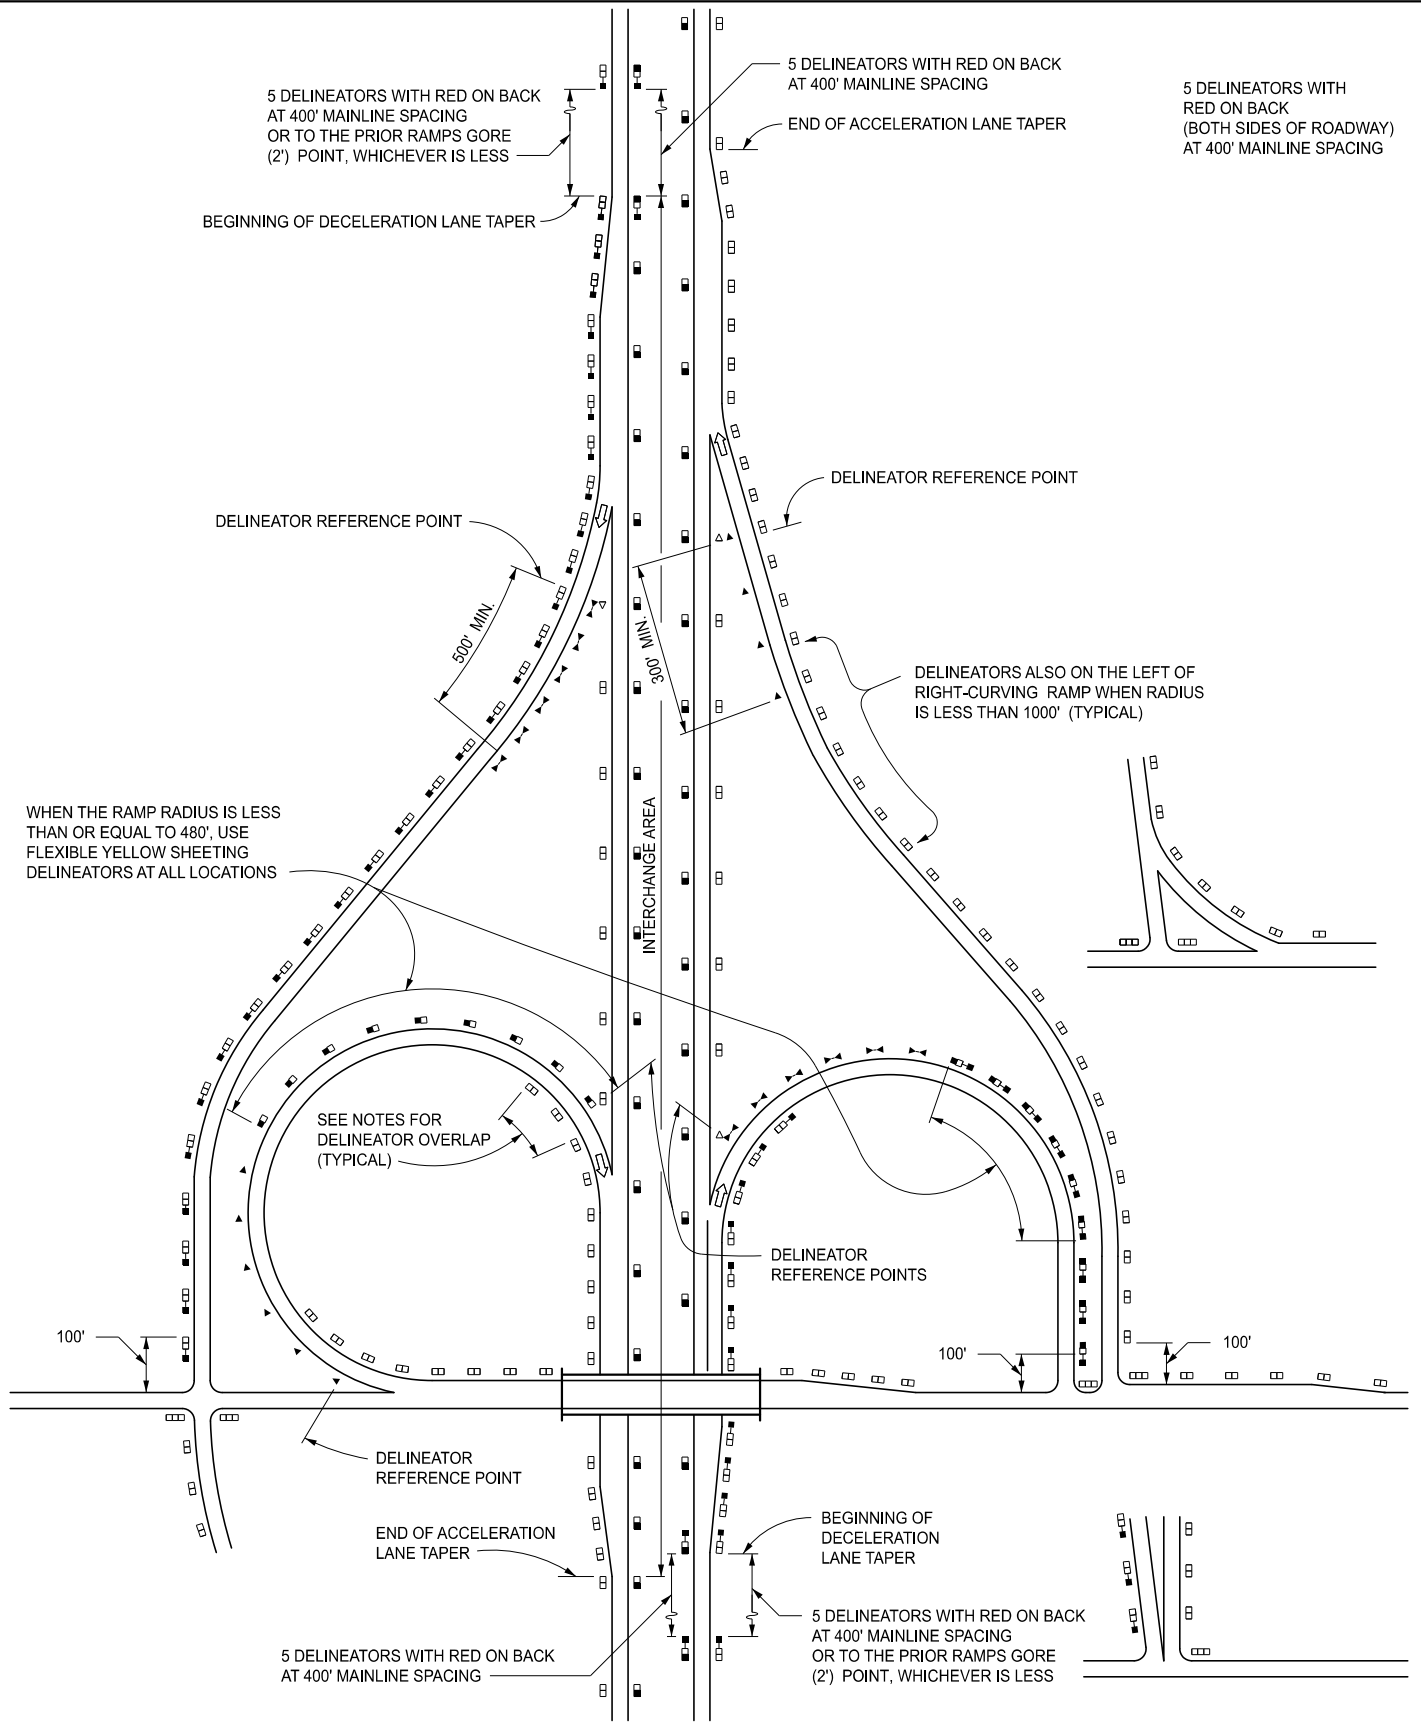 5 DELINEATORS WITH RED ON BACK
AT 400' MAINLINE SPACING
OR TO THE PRIOR RAMPS GORE
(2') POINT, WHICHEVER IS LESS
5 DELINEATORS WITH RED ON BACK
AT 400' MAINLINE SPACING
END OF ACCELERATION LANE TAPER
5 DELINEATORS WITH
RED ON BACK
(BOTH SIDES OF ROADWAY)
AT 400' MAINLINE SPACING
BEGINNING OF DECELERATION LANE TAPER
DELINEATOR REFERENCE POINT
DELINEATOR REFERENCE POINT
500' MIN.
300' MIN.
DELINEATORS ALSO ON THE LEFT OF
RIGHT-CURVING RAMP WHEN RADIUS
IS LESS THAN 1000' (TYPICAL)
WHEN THE RAMP RADIUS IS LESS
THAN OR EQUAL TO 480', USE
FLEXIBLE YELLOW SHEETING
DELINEATORS AT ALL LOCATIONS
INTERCHANGE AREA
SEE NOTES FOR
DELINEATOR OVERLAP
(TYPICAL)
DELINEATOR
REFERENCE POINTS
100'
100'
100'
DELINEATOR
REFERENCE POINT
END OF ACCELERATION
LANE TAPER
BEGINNING OF
DECELERATION
LANE TAPER
5 DELINEATORS WITH RED ON BACK
AT 400' MAINLINE SPACING
5 DELINEATORS WITH RED ON BACK
AT 400' MAINLINE SPACING
OR TO THE PRIOR RAMPS GORE
(2') POINT, WHICHEVER IS LESS